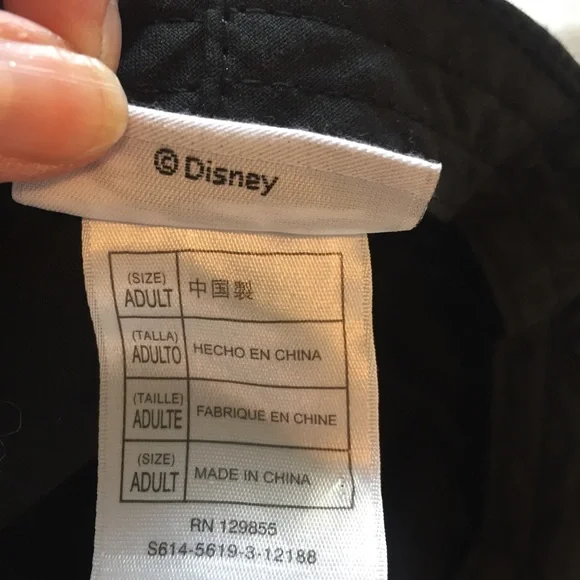 © Disney
(SIZE)
ADULT
中国製
(TALLA)
ADULTO
HECHO EN CHINA
(TAILLE)
ADULTE
FABRIQUE EN CHINE
(SIZE)
ADULT
MADE IN CHINA
RN 129855
S614-5619-3-12188